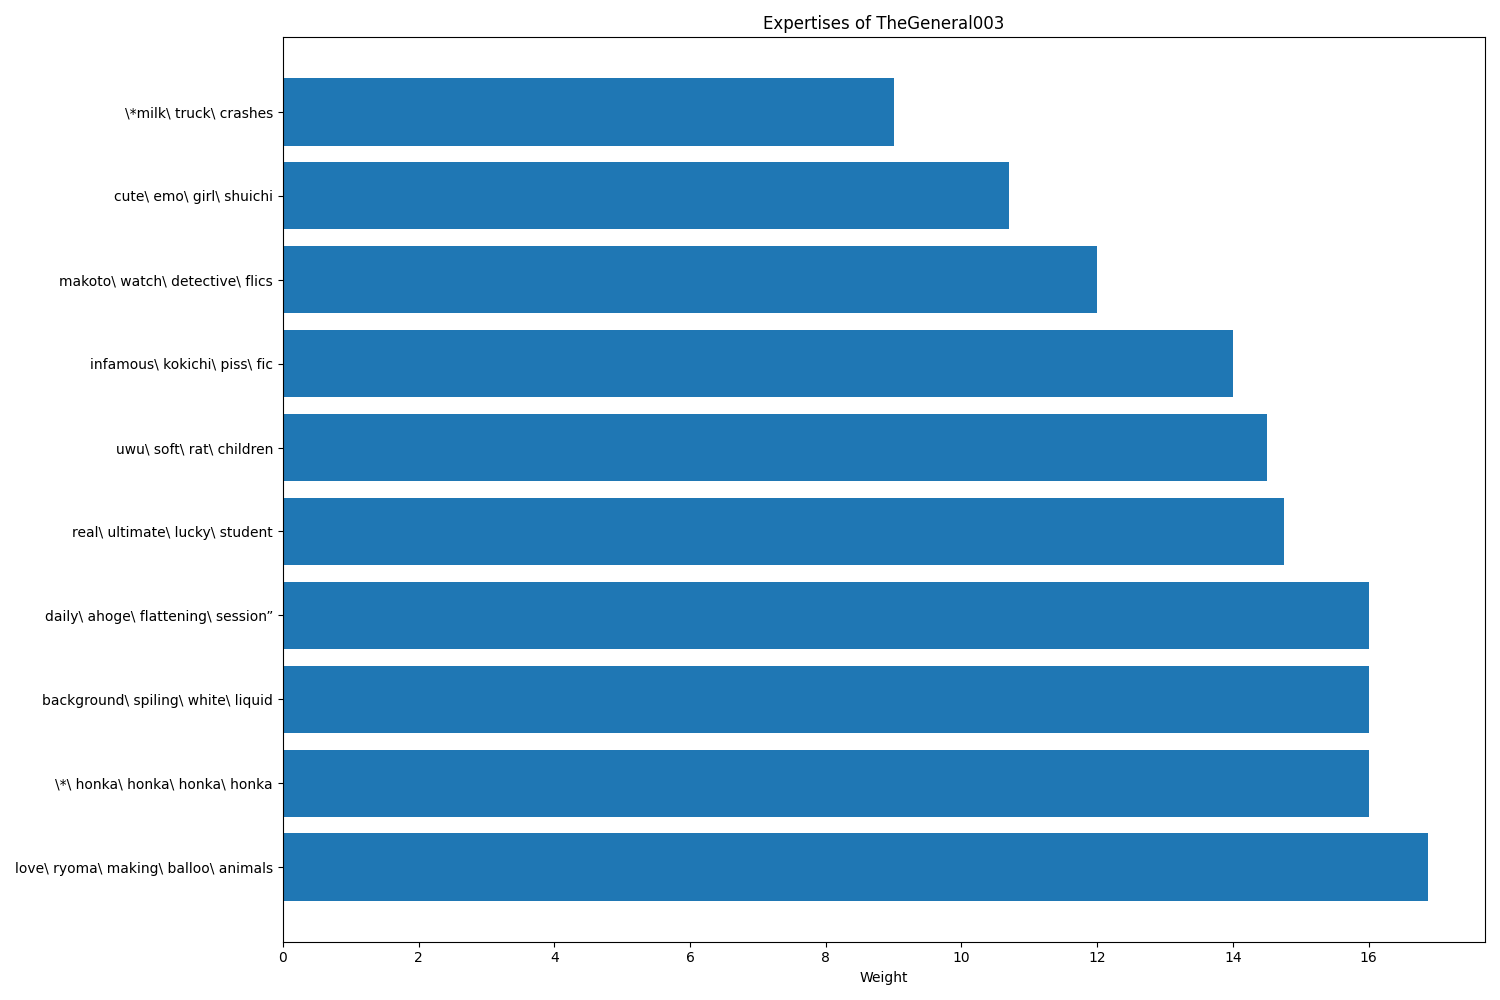 Expertises of TheGeneral003
\*milk\ truck\ crashes
cute\ emo\ girl\ shuichi
makoto\ watch\ detective\ flics
infamous\ kokichi\ piss\ fic
uwu\ soft\ rat\ children
real\ ultimate\ lucky\ student
daily\ ahoge\ flattening\ session”
background\ spiling\ white\ liquid
\*\ honka\ honka\ honka\ honka
love\ ryoma\ making\ balloo\ animals
0 2 4 6 8 10 12 14 16
Weight